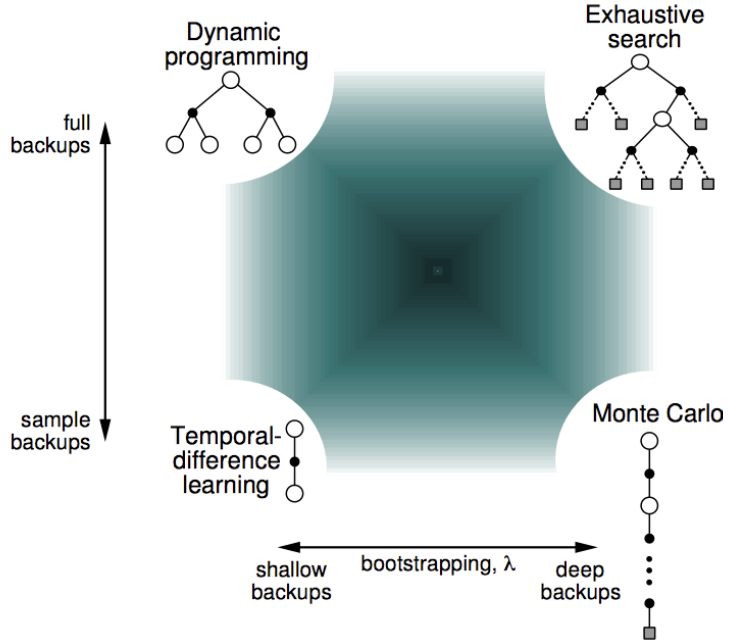 Dynamic
programming
Exhaustive
search
full
backups
sample
backups
Temporal-
difference
learning
Monte Carlo
bootstrapping, λ
shallow
backups
deep
backups